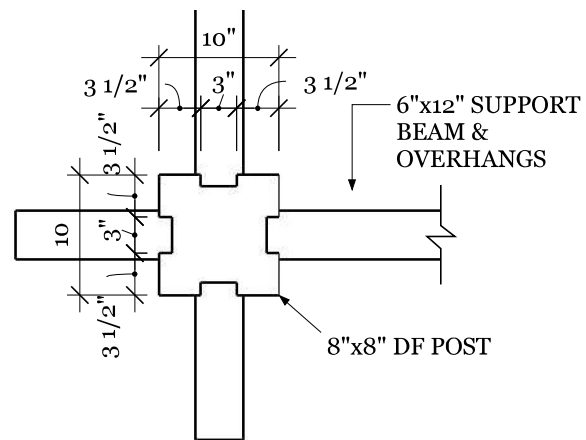 10"
3 1/2"
3"
3 1/2"
6"x12" SUPPORT
BEAM &
OVERHANGS
3 1/2"
10
3"
3 1/2"
8"x8" DF POST